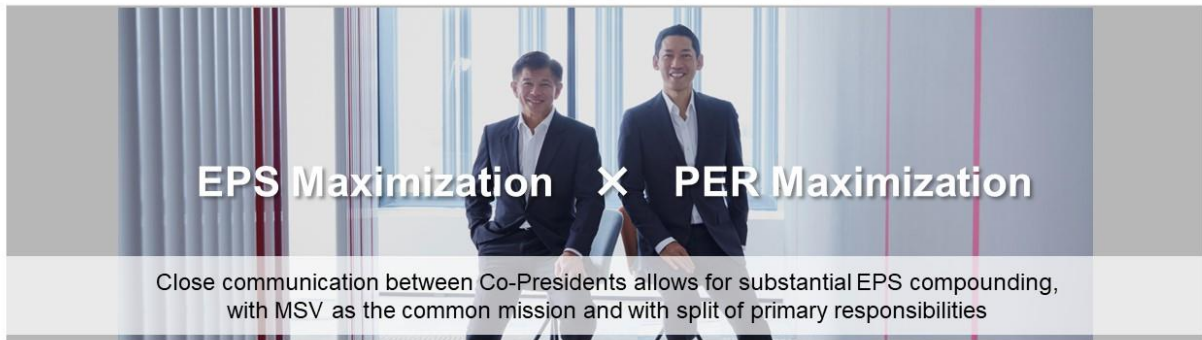 EPS Maximization × PER Maximization
Close communication between Co-Presidents allows for substantial EPS compounding,
with MSV as the common mission and with split of primary responsibilities